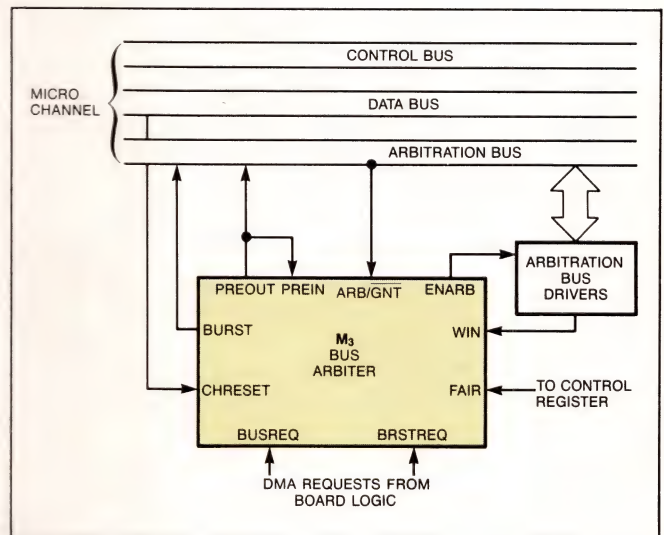 CONTROL BUS
MICRO
CHANNEL
DATA BUS
ARBITRATION BUS
ARBITRATION
BUS
DRIVERS
PREOUT PREIN ARB/GNT ENARB
BURST
WIN
M₃
BUS
ARBITER
CHRESET
FAIR
TO CONTROL
REGISTER
BUSREQ BRSTREQ
DMA REQUESTS FROM
BOARD LOGIC